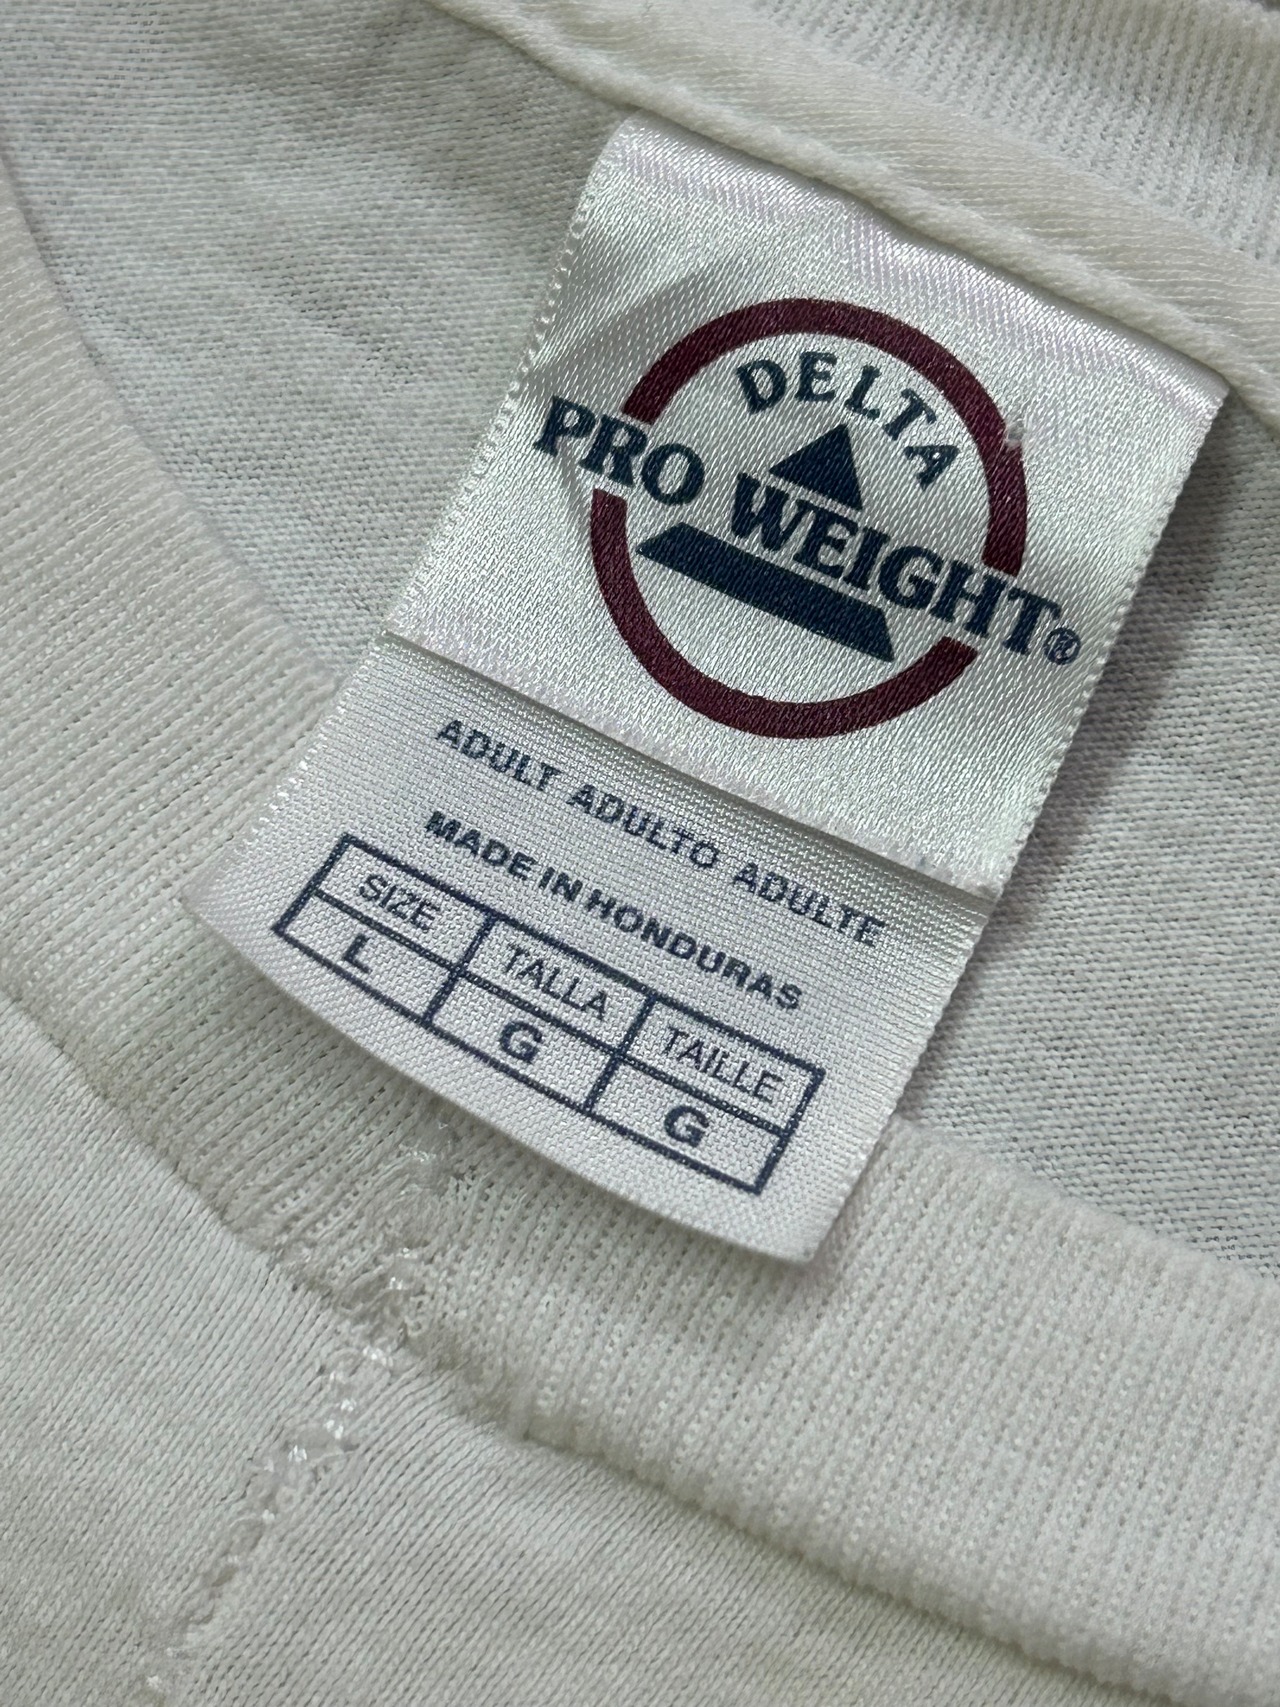 DELTA
PRO WEIGHT®
ADULT ADULTO ADULTE
MADE IN HONDURAS
SIZE TALLA TAILLE
L G G